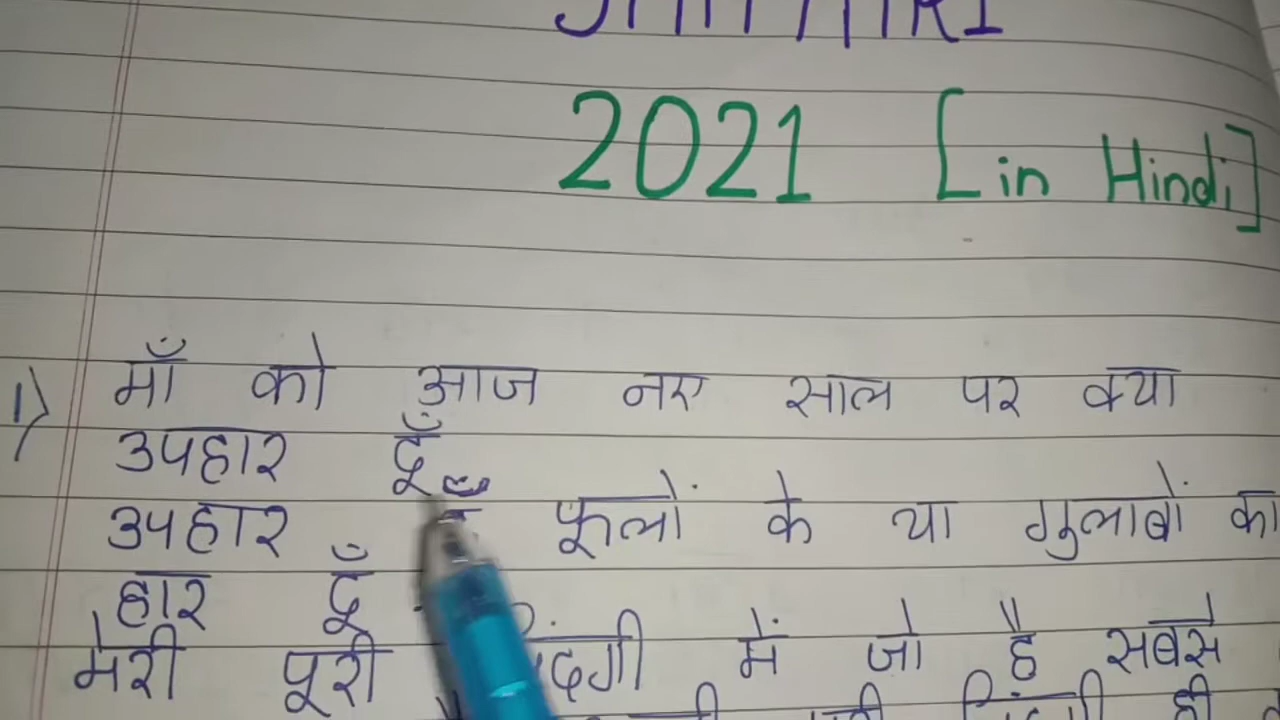 2021 [in Hindi]
1) माँ को आज नए साल पर क्या
उपहार दूँ
उपहार फूलों के या गुलाबों का
हार दूँ
मेरी पूरी में जो है सबसे